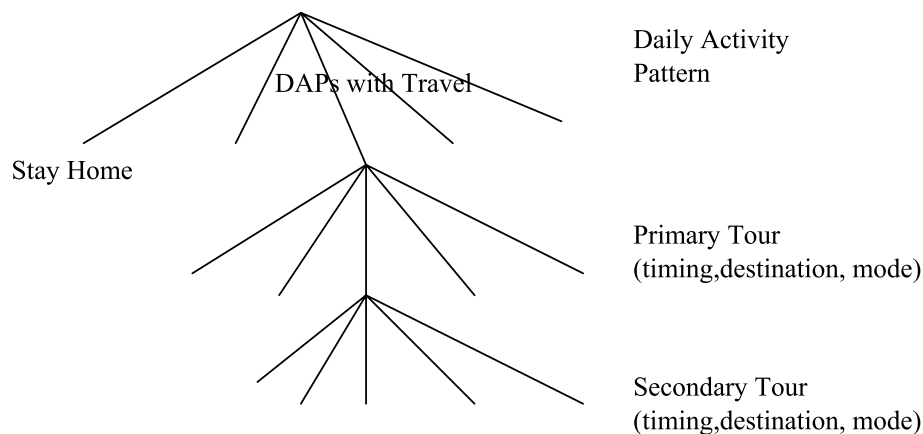 Daily Activity
Pattern
DAPs with Travel
Stay Home
Primary Tour
(timing,destination, mode)
Secondary Tour
(timing,destination, mode)